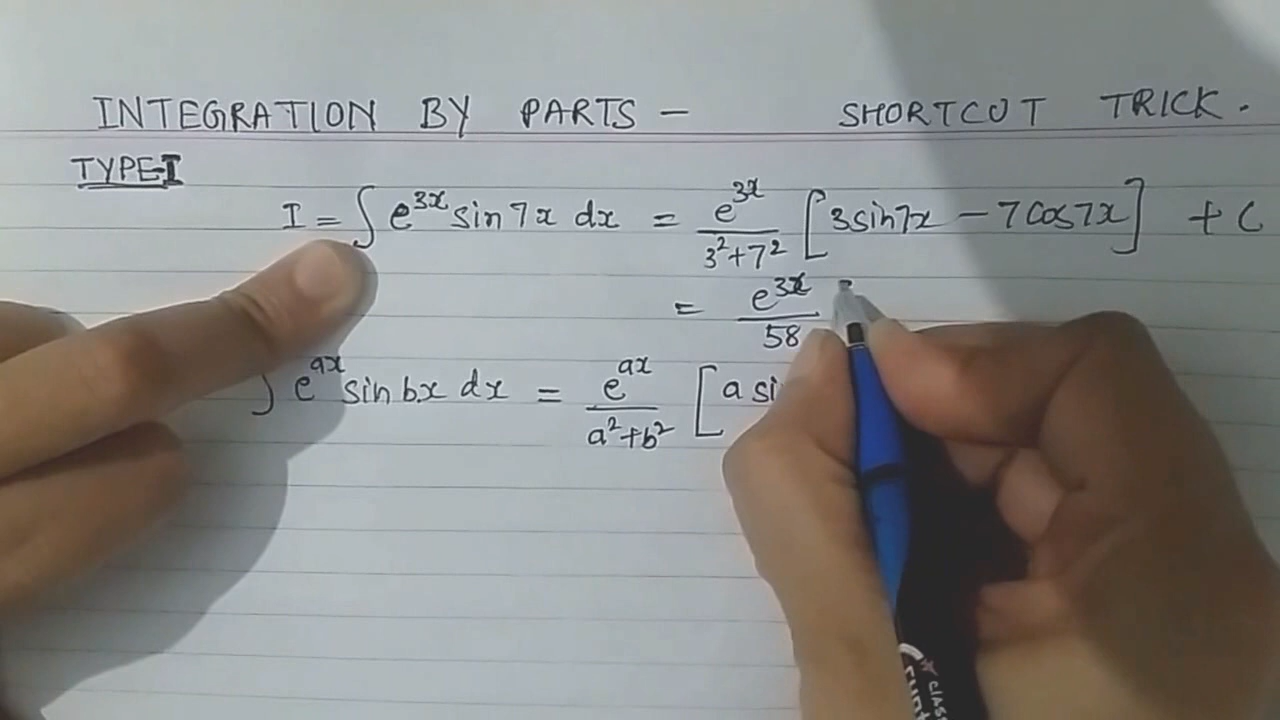 INTEGRATION BY PARTS – SHORTCUT TRICK.
TYPE-I
I = ∫ e^{3x} sin 7x dx = e^{3x}/(3²+7²) [3sin7x – 7cos7x] + C
= e^{3x}/58
∫ e^{ax} sin bx dx = e^{ax}/(a²+b²) [a